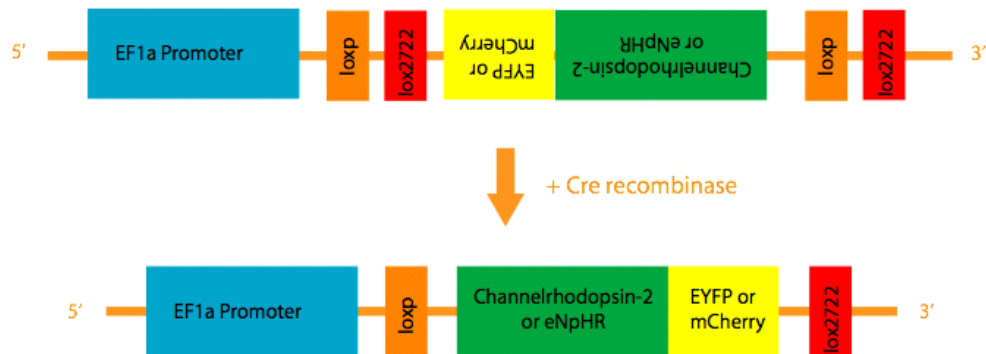 5'
EF1a Promoter
loxp
lox2722
EYFP or
mCherry
Channelrhodopsin-2
or eNpHR
loxp
lox2722
3'
+ Cre recombinase
5'
EF1a Promoter
loxp
Channelrhodopsin-2
or eNpHR
EYFP or
mCherry
lox2722
3'